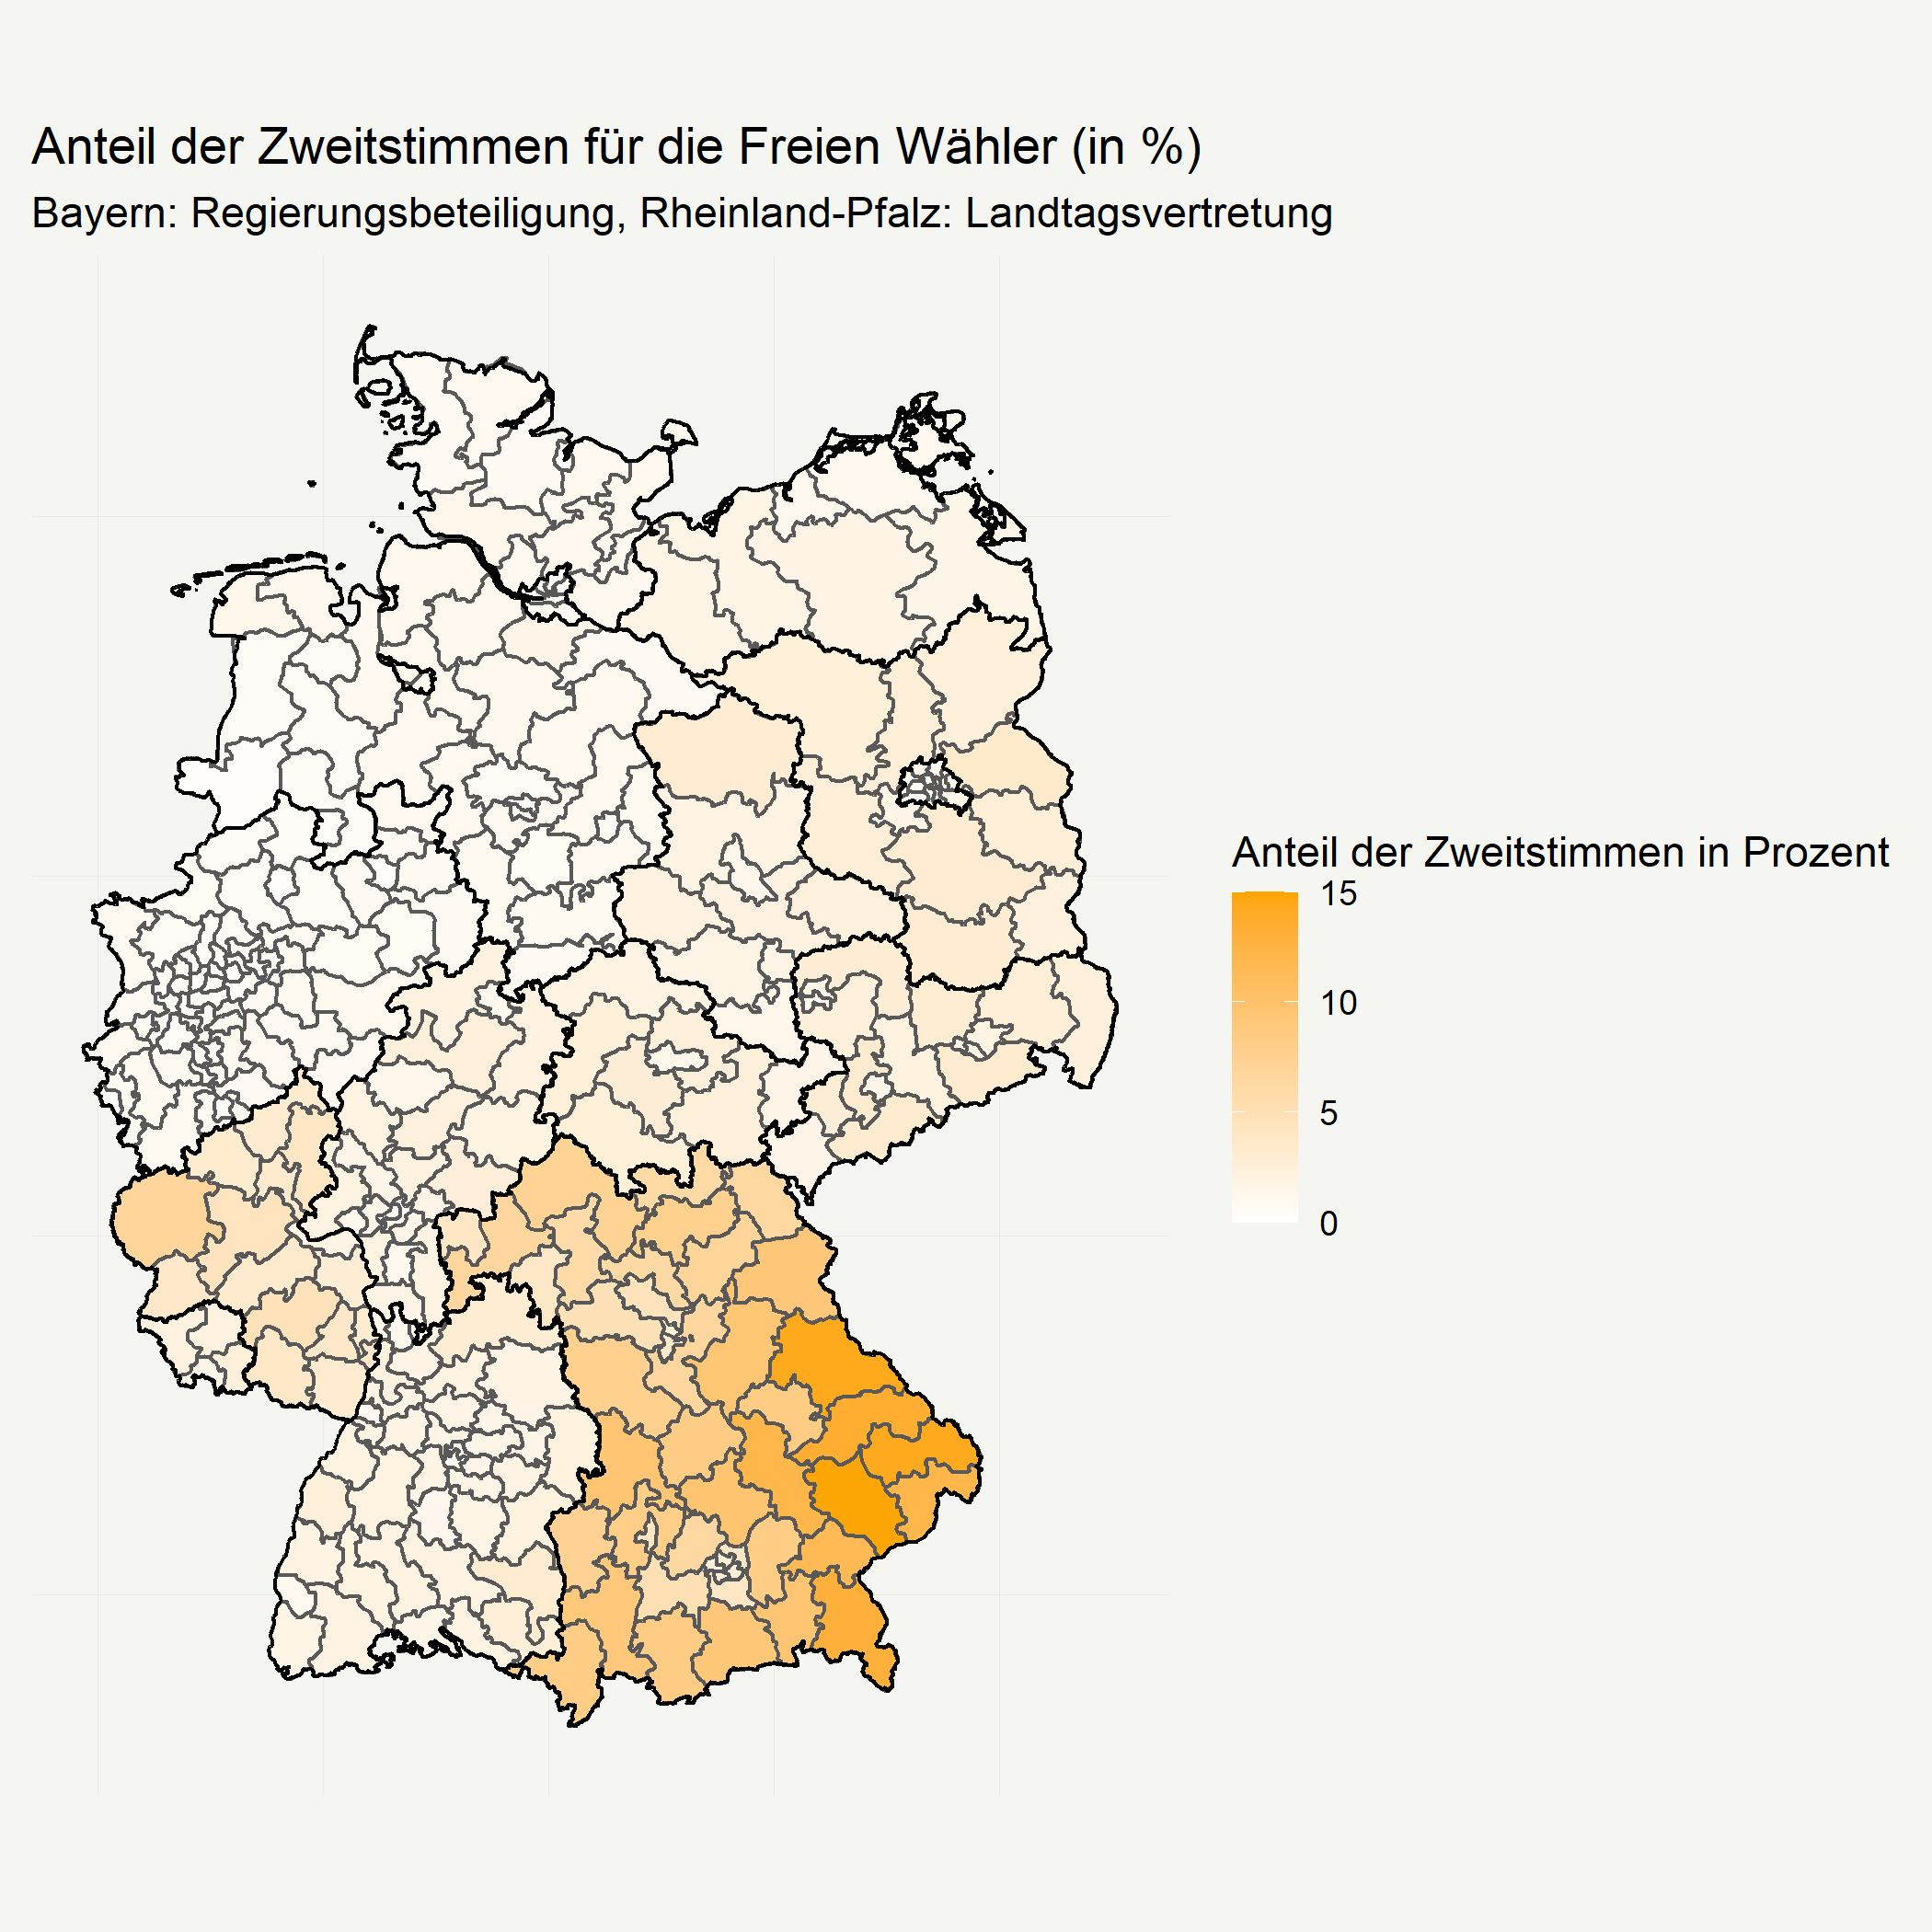 Anteil der Zweitstimmen für die Freien Wähler (in %)
Bayern: Regierungsbeteiligung, Rheinland-Pfalz: Landtagsvertretung
Anteil der Zweitstimmen in Prozent
15
10
5
0